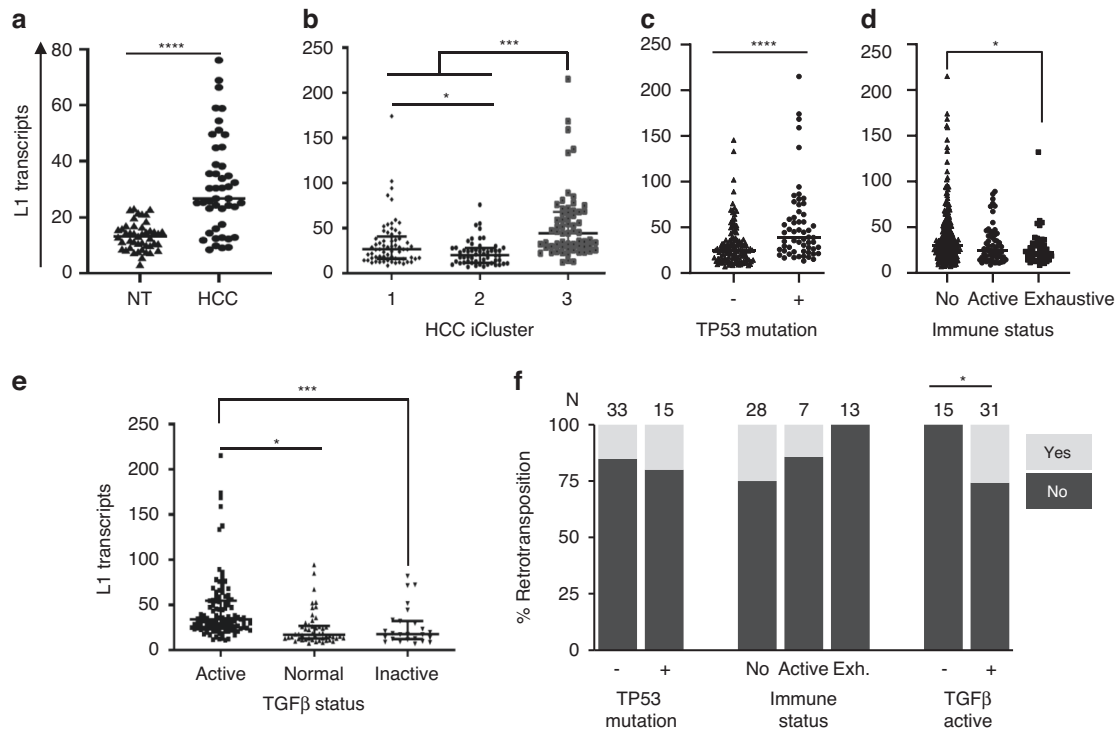 a
****
80
60
40
20
0
L1 transcripts
NT HCC
b
***
*
250
200
150
100
50
0
1 2 3
HCC iCluster
c
****
250
200
150
100
50
0
- +
TP53 mutation
d
*
250
200
150
100
50
0
No Active Exhaustive
Immune status
e
***
*
250
200
150
100
50
0
L1 transcripts
Active Normal Inactive
TGFβ status
f
*
N 33 15 28 7 13 15 31
100
75
50
25
0
% Retrotransposition
- + No Active Exh. - +
TP53 mutation
Immune status
TGFβ active
Yes
No